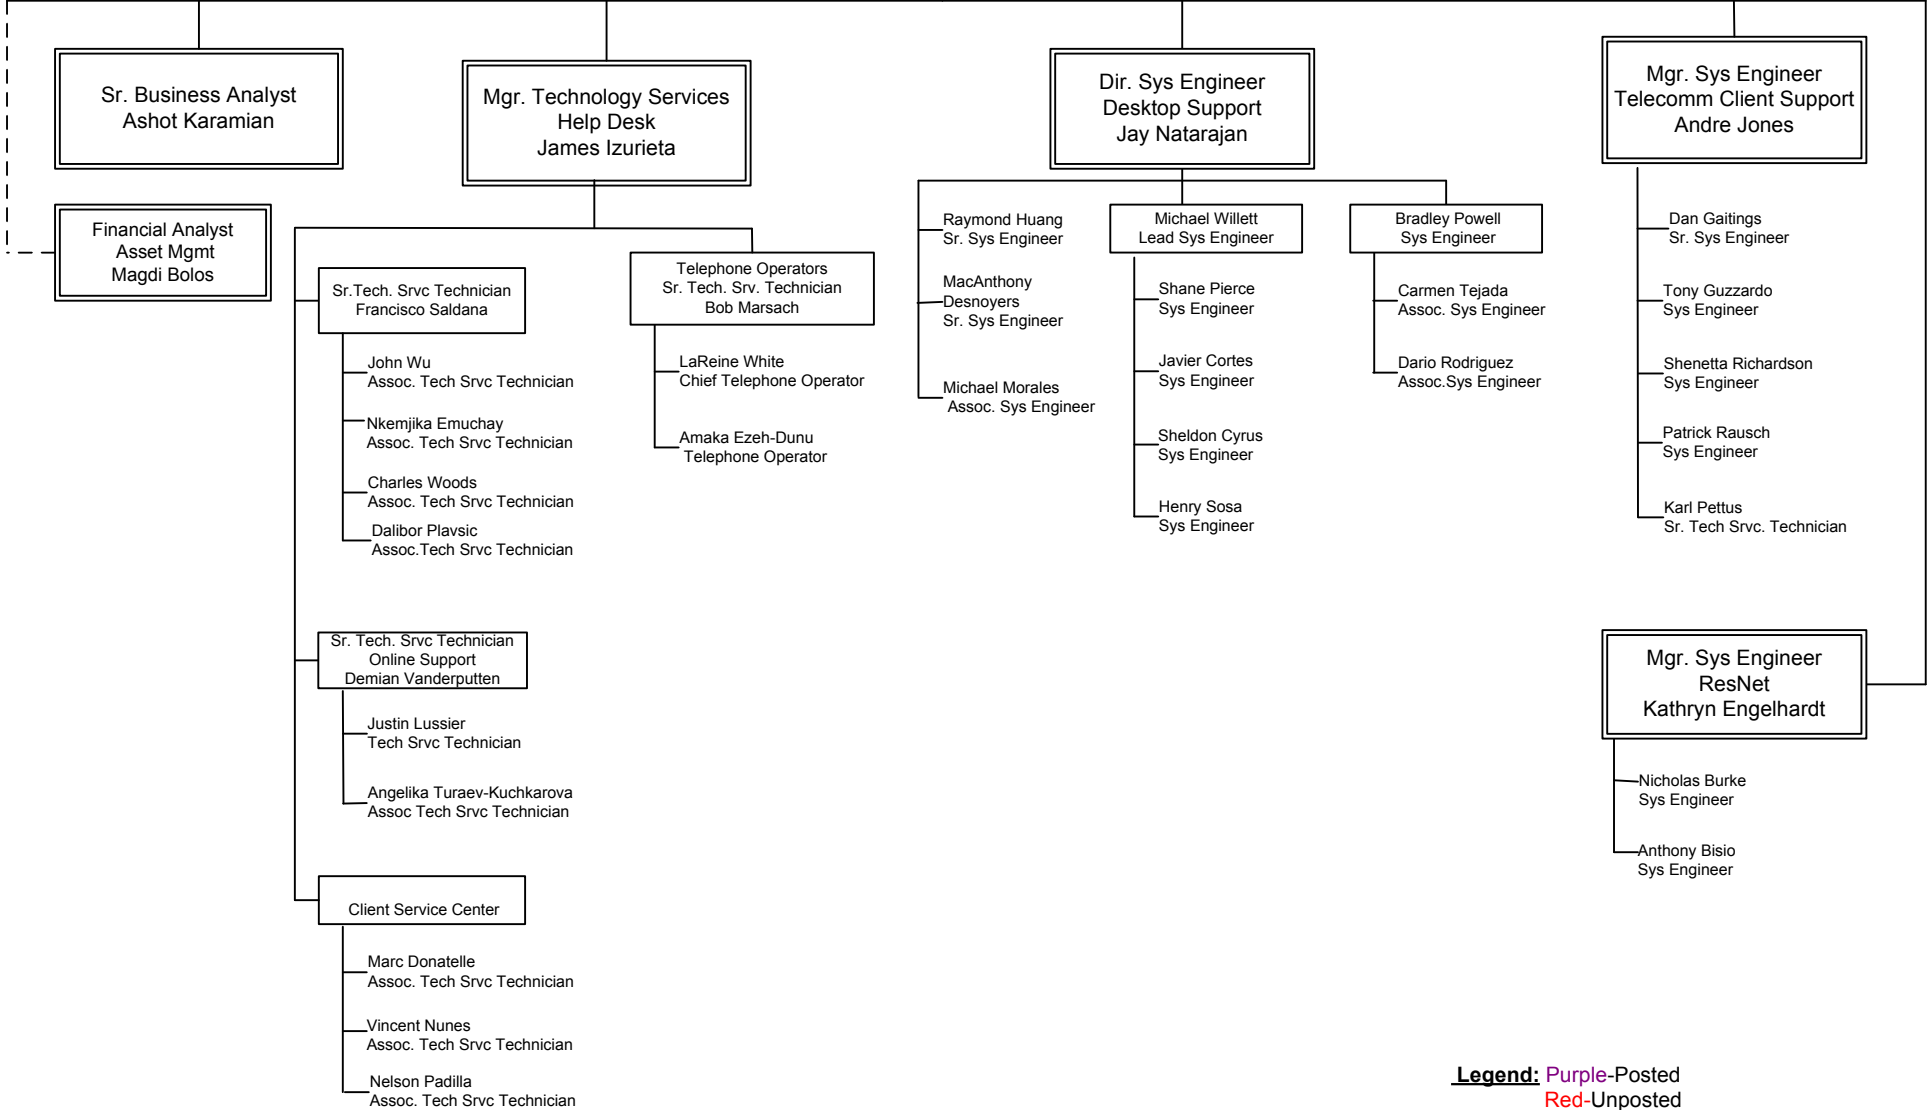 Sr. Business Analyst
Ashot Karamian
Financial Analyst
Asset Mgmt
Magdi Bolos
Mgr. Technology Services
Help Desk
James Izurieta
Sr.Tech. Srvc Technician
Francisco Saldana
John Wu
Assoc. Tech Srvc Technician
Nkemjika Emuchay
Assoc. Tech Srvc Technician
Charles Woods
Assoc. Tech Srvc Technician
Dalibor Plavsic
Assoc.Tech Srvc Technician
Sr. Tech. Srvc Technician
Online Support
Demian Vanderputten
Justin Lussier
Tech Srvc Technician
Angelika Turaev-Kuchkarova
Assoc Tech Srvc Technician
Client Service Center
Marc Donatelle
Assoc. Tech Srvc Technician
Vincent Nunes
Assoc. Tech Srvc Technician
Nelson Padilla
Assoc. Tech Srvc Technician
Telephone Operators
Sr. Tech. Srv. Technician
Bob Marsach
LaReine White
Chief Telephone Operator
Amaka Ezeh-Dunu
Telephone Operator
Dir. Sys Engineer
Desktop Support
Jay Natarajan
Raymond Huang
Sr. Sys Engineer
MacAnthony
Desnoyers
Sr. Sys Engineer
Michael Morales
Assoc. Sys Engineer
Michael Willett
Lead Sys Engineer
Shane Pierce
Sys Engineer
Javier Cortes
Sys Engineer
Sheldon Cyrus
Sys Engineer
Henry Sosa
Sys Engineer
Bradley Powell
Sys Engineer
Carmen Tejada
Assoc. Sys Engineer
Dario Rodriguez
Assoc.Sys Engineer
Mgr. Sys Engineer
Telecomm Client Support
Andre Jones
Dan Gaitings
Sr. Sys Engineer
Tony Guzzardo
Sys Engineer
Shenetta Richardson
Sys Engineer
Patrick Rausch
Sys Engineer
Karl Pettus
Sr. Tech Srvc. Technician
Mgr. Sys Engineer
ResNet
Kathryn Engelhardt
Nicholas Burke
Sys Engineer
Anthony Bisio
Sys Engineer
Legend: Purple-Posted
Red-Unposted